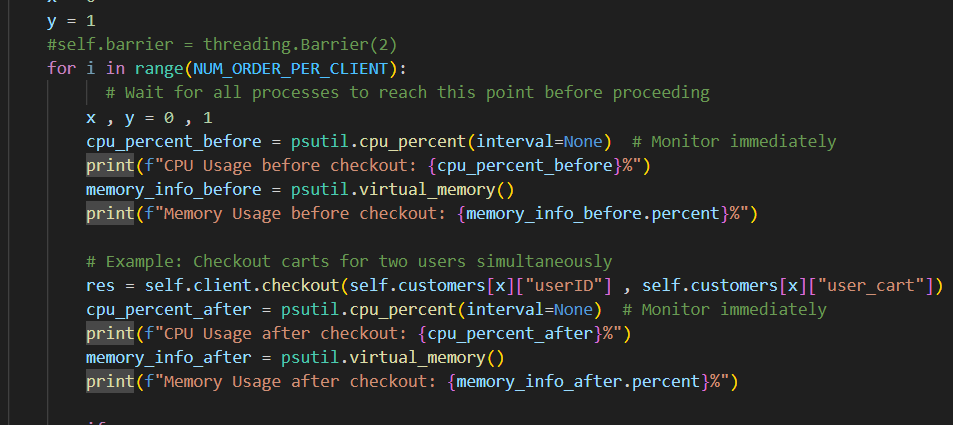 y = 1
#self.barrier = threading.Barrier(2)
for i in range(NUM_ORDER_PER_CLIENT):
# Wait for all processes to reach this point before proceeding
x , y = 0 , 1
cpu_percent_before = psutil.cpu_percent(interval=None)  # Monitor immediately
print(f"CPU Usage before checkout: {cpu_percent_before}%")
memory_info_before = psutil.virtual_memory()
print(f"Memory Usage before checkout: {memory_info_before.percent}%")
# Example: Checkout carts for two users simultaneously
res = self.client.checkout(self.customers[x]["userID"] , self.customers[x]["user_cart"])
cpu_percent_after = psutil.cpu_percent(interval=None)  # Monitor immediately
print(f"CPU Usage after checkout: {cpu_percent_after}%")
memory_info_after = psutil.virtual_memory()
print(f"Memory Usage after checkout: {memory_info_after.percent}%")